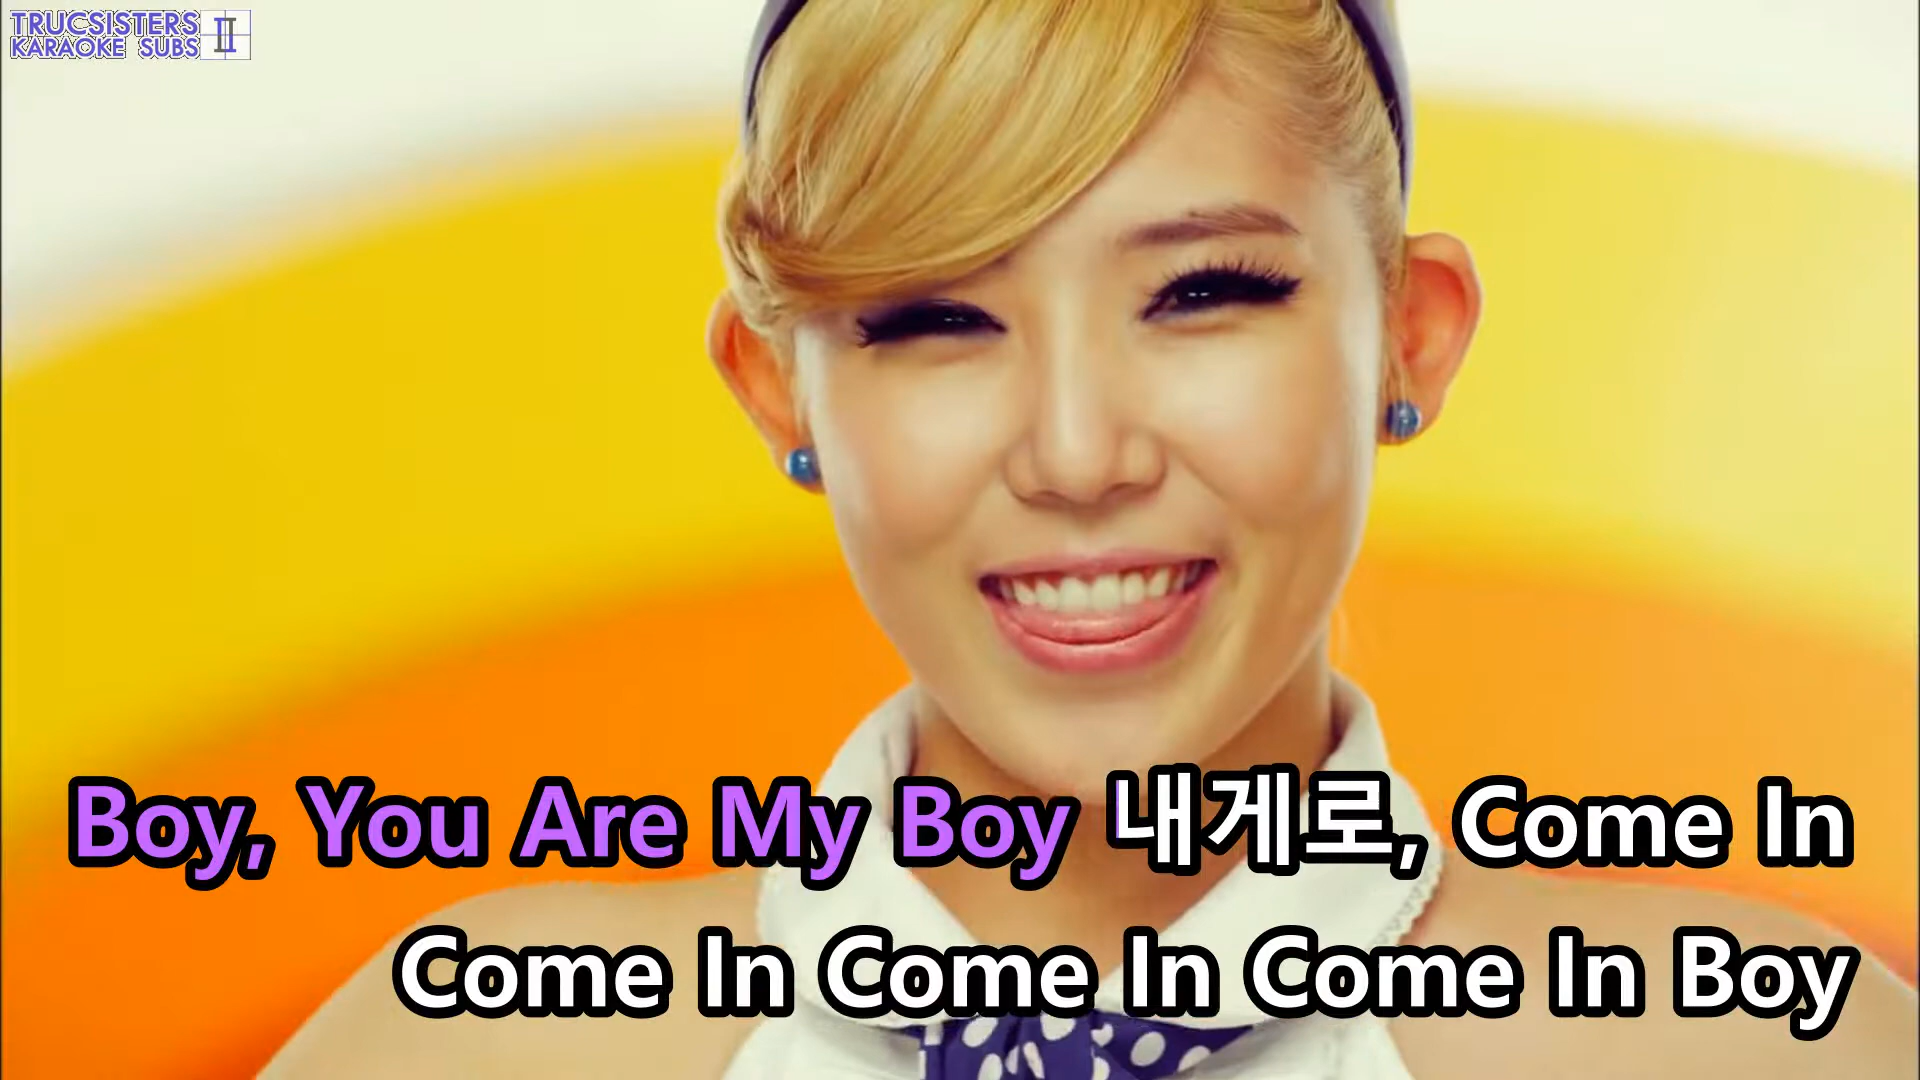 TRUCSISTERS
KARAOKE SUBS II
Boy, You Are My Boy 내게로, Come In
Come In Come In Come In Boy